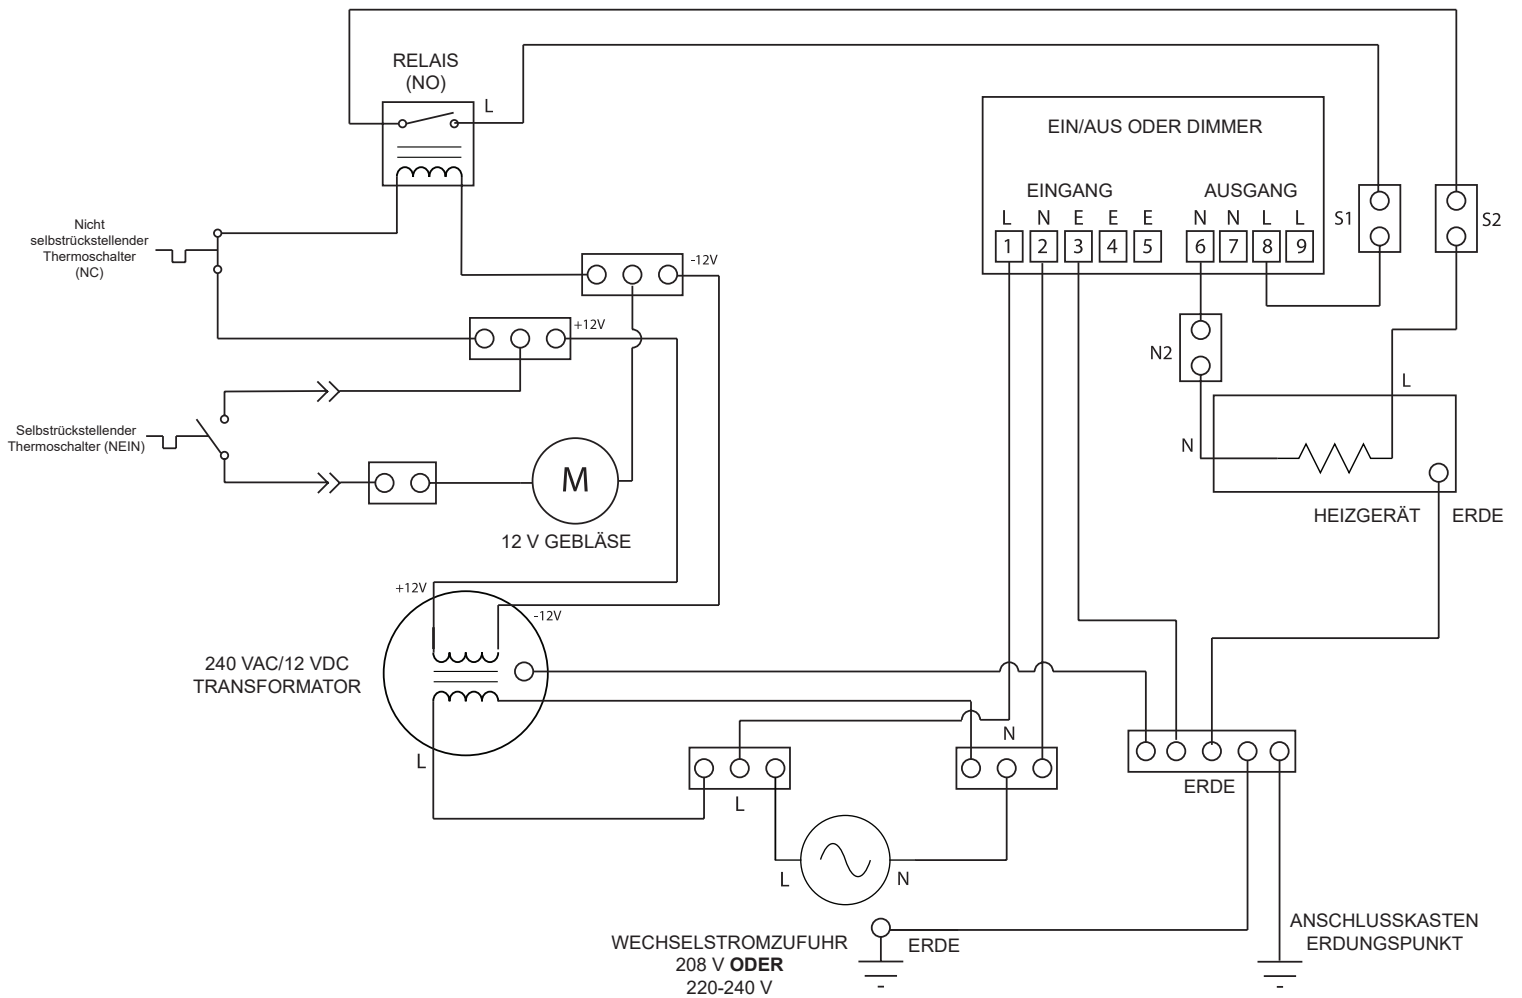 RELAIS
(NO)
L
EIN/AUS ODER DIMMER
EINGANG
AUSGANG
L N E E E
N N L L
1 2 3 4 5
6 7 8 9
S1
S2
Nicht
selbstrückstellender
Thermoschalter
(NC)
-12V
+12V
N2
L
N
Selbstrückstellender
Thermoschalter (NEIN)
M
12 V GEBLÄSE
HEIZGERÄT
ERDE
+12V
-12V
240 VAC/12 VDC
TRANSFORMATOR
L
N
L
ERDE
L
N
WECHSELSTROMZUFUHR
208 V ODER
220-240 V
ERDE
ANSCHLUSSKASTEN
ERDUNGSPUNKT